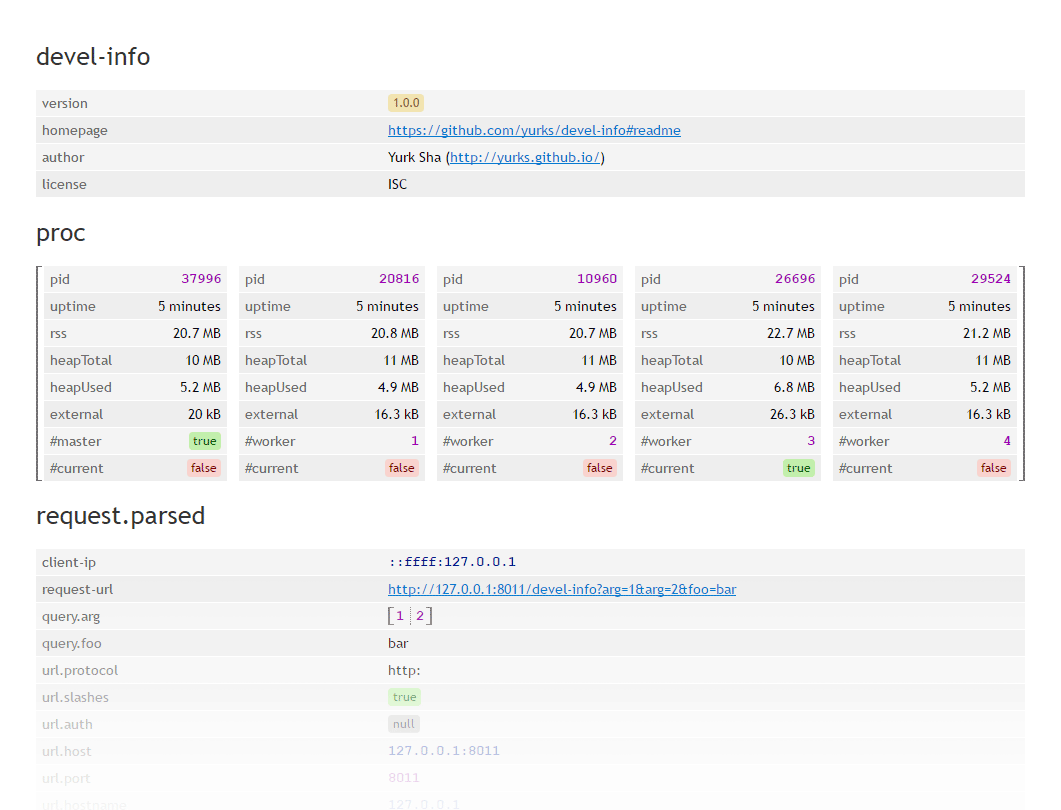 devel-info
version 1.0.0
homepage https://github.com/yurks/devel-info#readme
author Yurk Sha (http://yurks.github.io/)
license ISC
proc
pid 37996 pid 20816 pid 10960 pid 26696 pid 29524
uptime 5 minutes uptime 5 minutes uptime 5 minutes uptime 5 minutes uptime 5 minutes
rss 20.7 MB rss 20.8 MB rss 20.7 MB rss 22.7 MB rss 21.2 MB
heapTotal 10 MB heapTotal 11 MB heapTotal 11 MB heapTotal 10 MB heapTotal 11 MB
heapUsed 5.2 MB heapUsed 4.9 MB heapUsed 4.9 MB heapUsed 6.8 MB heapUsed 5.2 MB
external 20 kB external 16.3 kB external 16.3 kB external 26.3 kB external 16.3 kB
#master true #worker 1 #worker 2 #worker 3 #worker 4
#current false #current false #current false #current true #current false
request.parsed
client-ip ::ffff:127.0.0.1
request-url http://127.0.0.1:8011/devel-info?arg=1&arg=2&foo=bar
query.arg [1 2]
query.foo bar
url.protocol http:
url.slashes true
url.auth null
url.host 127.0.0.1:8011
url.port 8011
url.hostname 127.0.0.1